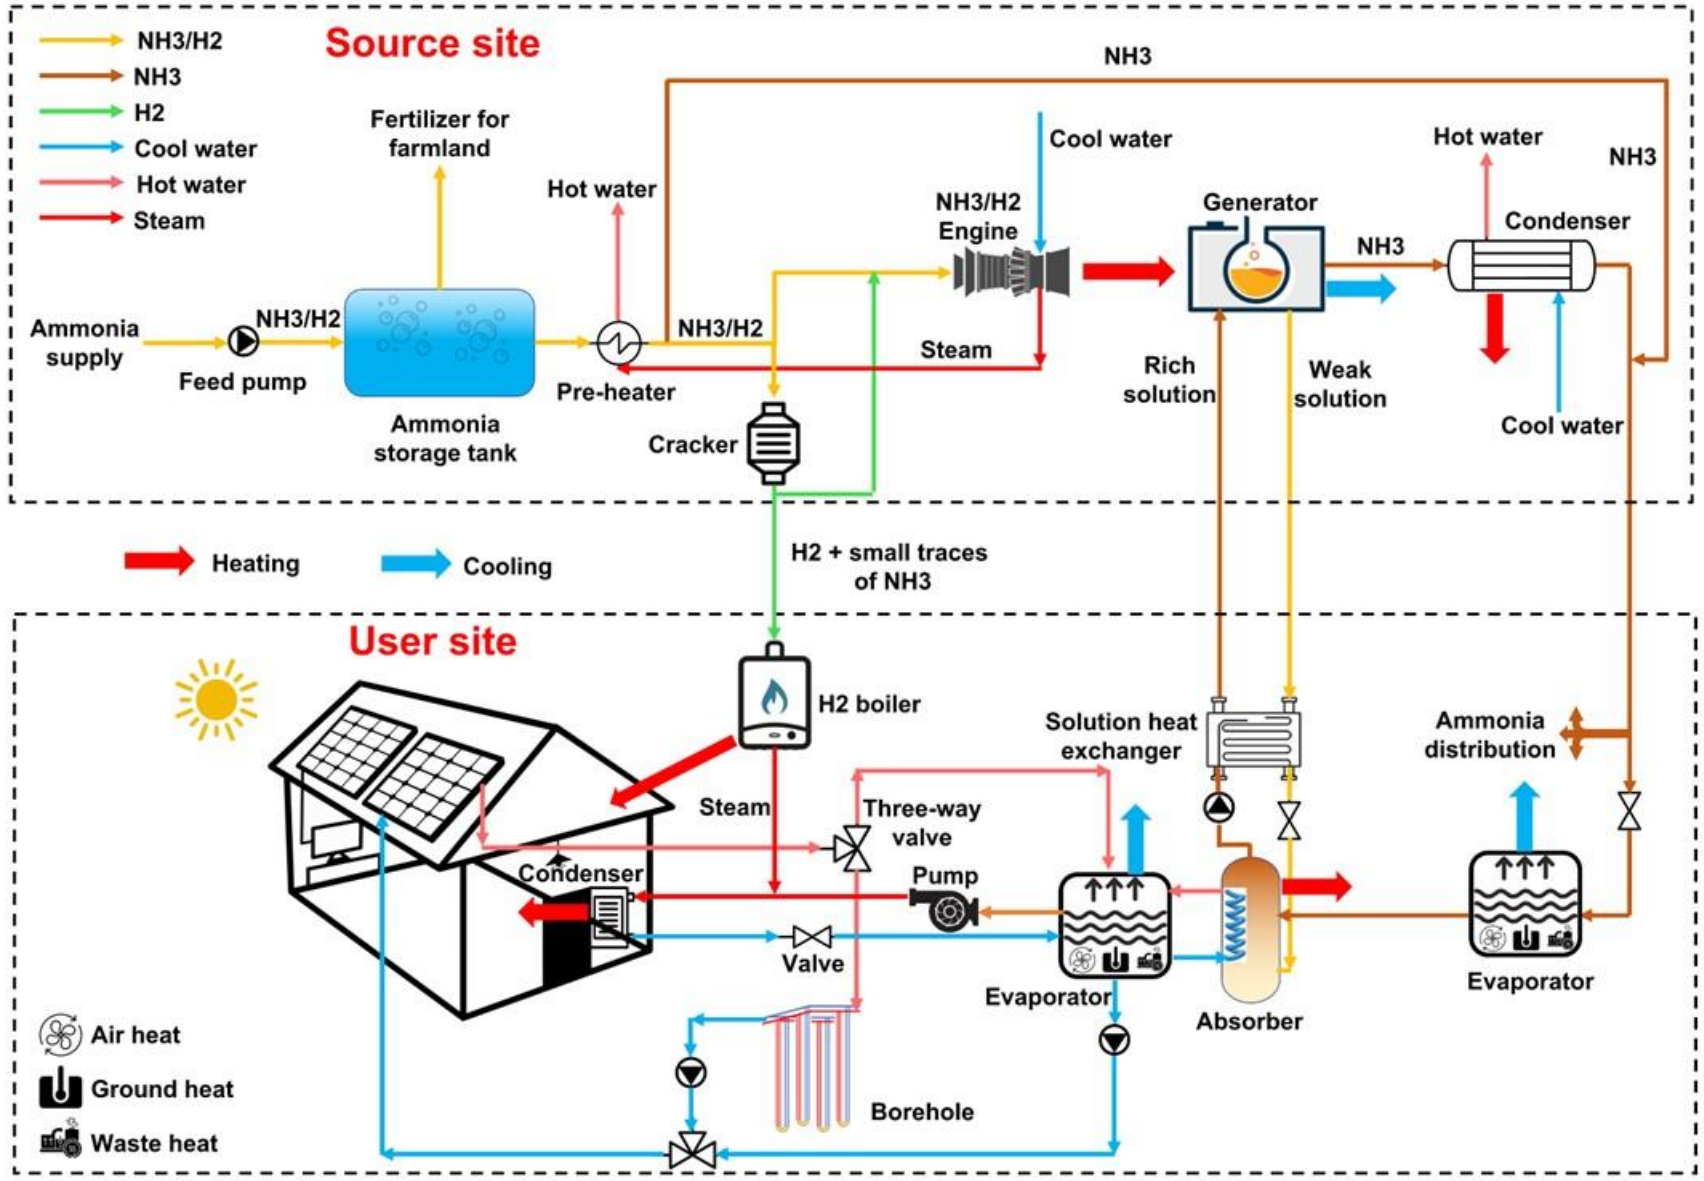 Source site
NH3/H2
NH3
H2
Cool water
Hot water
Steam
Fertilizer for
farmland
Hot water
NH3
Cool water
NH3/H2
Engine
Generator
NH3
Hot water
Condenser
NH3
Ammonia
supply
NH3/H2
Feed pump
Ammonia
storage tank
Pre-heater
NH3/H2
Steam
Cracker
Rich
solution
Weak
solution
Cool water
Heating
Cooling
H2 + small traces
of NH3
User site
H2 boiler
Steam
Three-way
valve
Condenser
Pump
Valve
Solution heat
exchanger
Ammonia
distribution
Evaporator
Absorber
Evaporator
Borehole
Air heat
Ground heat
Waste heat